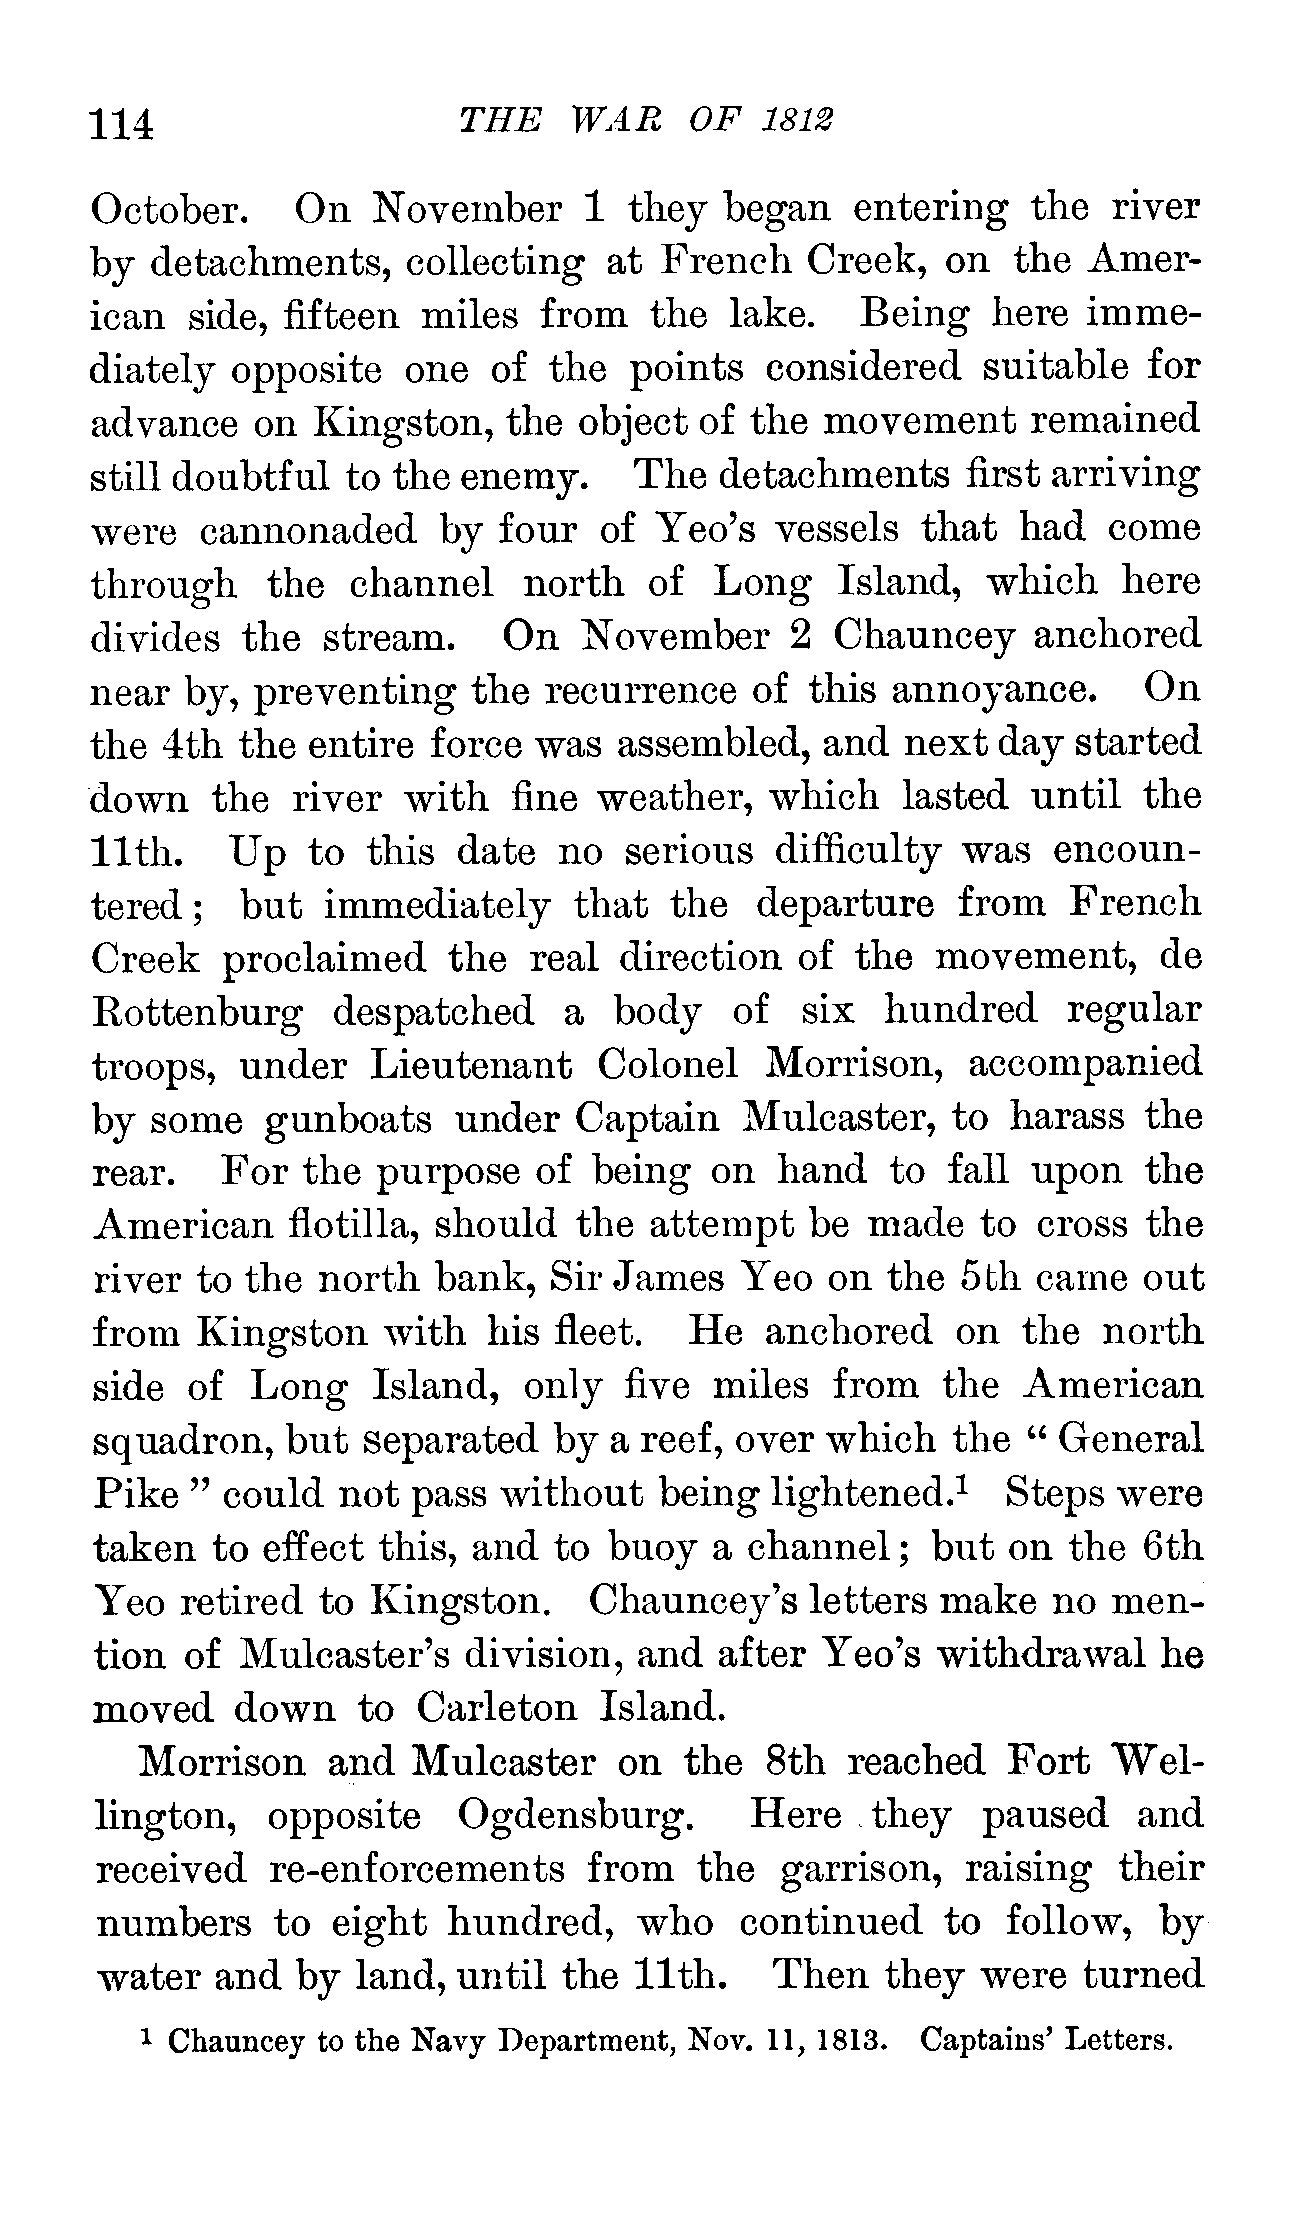 114 THE WAR OF 1812
October. On November 1 they began entering the river
by detachments, collecting at French Creek, on the Amer-
ican side, fifteen miles from the lake. Being here imme-
diately opposite one of the points considered suitable for
advance on Kingston, the object of the movement remained
still doubtful to the enemy. The detachments first arriving
were cannonaded by four of Yeo's vessels that had come
through the channel north of Long Island, which here
divides the stream. On November 2 Chauncey anchored
near by, preventing the recurrence of this annoyance. On
the 4th the entire force was assembled, and next day started
down the river with fine weather, which lasted until the
11th. Up to this date no serious difficulty was encoun-
tered; but immediately that the departure from French
Creek proclaimed the real direction of the movement, de
Rottenburg despatched a body of six hundred regular
troops, under Lieutenant Colonel Morrison, accompanied
by some gunboats under Captain Mulcaster, to harass the
rear. For the purpose of being on hand to fall upon the
American flotilla, should the attempt be made to cross the
river to the north bank, Sir James Yeo on the 5th came out
from Kingston with his fleet. He anchored on the north
side of Long Island, only five miles from the American
squadron, but separated by a reef, over which the “ General
Pike ” could not pass without being lightened.¹ Steps were
taken to effect this, and to buoy a channel; but on the 6th
Yeo retired to Kingston. Chauncey's letters make no men-
tion of Mulcaster's division, and after Yeo's withdrawal he
moved down to Carleton Island.
Morrison and Mulcaster on the 8th reached Fort Wel-
lington, opposite Ogdensburg. Here they paused and
received re-enforcements from the garrison, raising their
numbers to eight hundred, who continued to follow, by
water and by land, until the 11th. Then they were turned
¹ Chauncey to the Navy Department, Nov. 11, 1813. Captains' Letters.